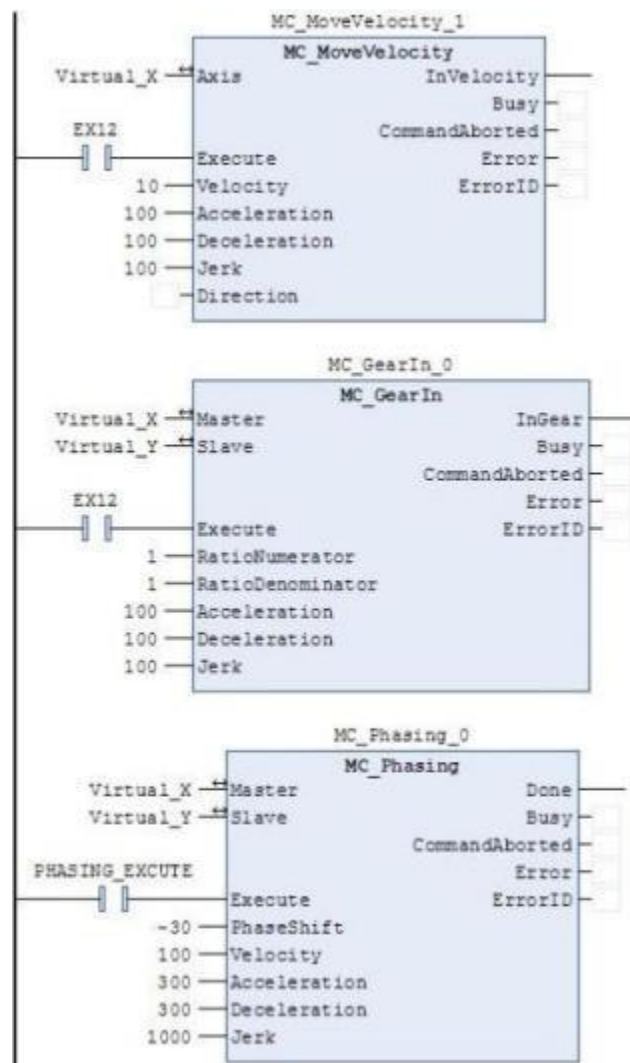 MC_MoveVelocity_1
MC_MoveVelocity
Virtual_X Axis InVelocity
Busy
EX12 CommandAborted
Execute Error
10 Velocity ErrorID
100 Acceleration
100 Deceleration
100 Jerk
Direction
MC_GearIn_0
MC_GearIn
Virtual_X Master InGear
Virtual_Y Slave Busy
CommandAborted
EX12 Error
Execute ErrorID
1 RatioNumerator
1 RatioDenominator
100 Acceleration
100 Deceleration
100 Jerk
MC_Phasing_0
MC_Phasing
Virtual_X Master Done
Virtual_Y Slave Busy
CommandAborted
PHASING_EXCUTE Error
Execute ErrorID
-30 PhaseShift
100 Velocity
300 Acceleration
300 Deceleration
1000 Jerk